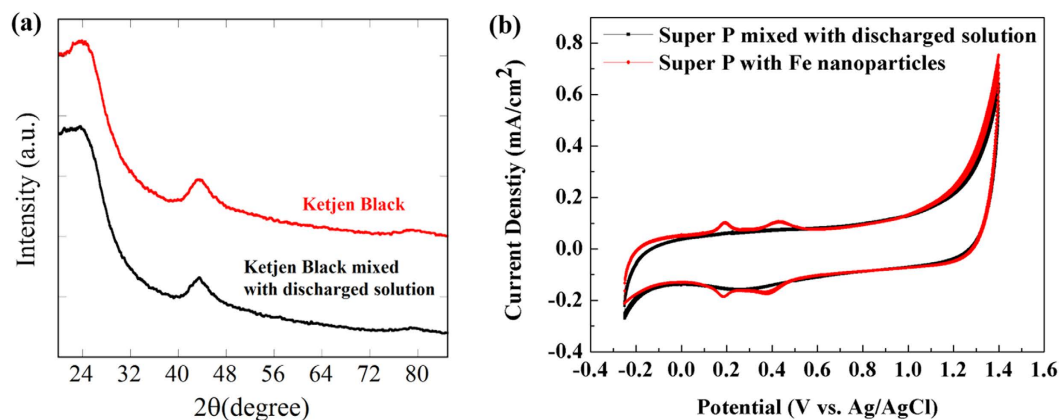 (a)
Intensity (a.u.)
Ketjen Black
Ketjen Black mixed
with discharged solution
24 32 40 48 56 64 72 80
2θ(degree)
(b)
Super P mixed with discharged solution
Super P with Fe nanoparticles
Current Denstiy (mA/cm²)
0.8
0.6
0.4
0.2
0.0
-0.2
-0.4
-0.4 -0.2 0.0 0.2 0.4 0.6 0.8 1.0 1.2 1.4 1.6
Potential (V vs. Ag/AgCl)